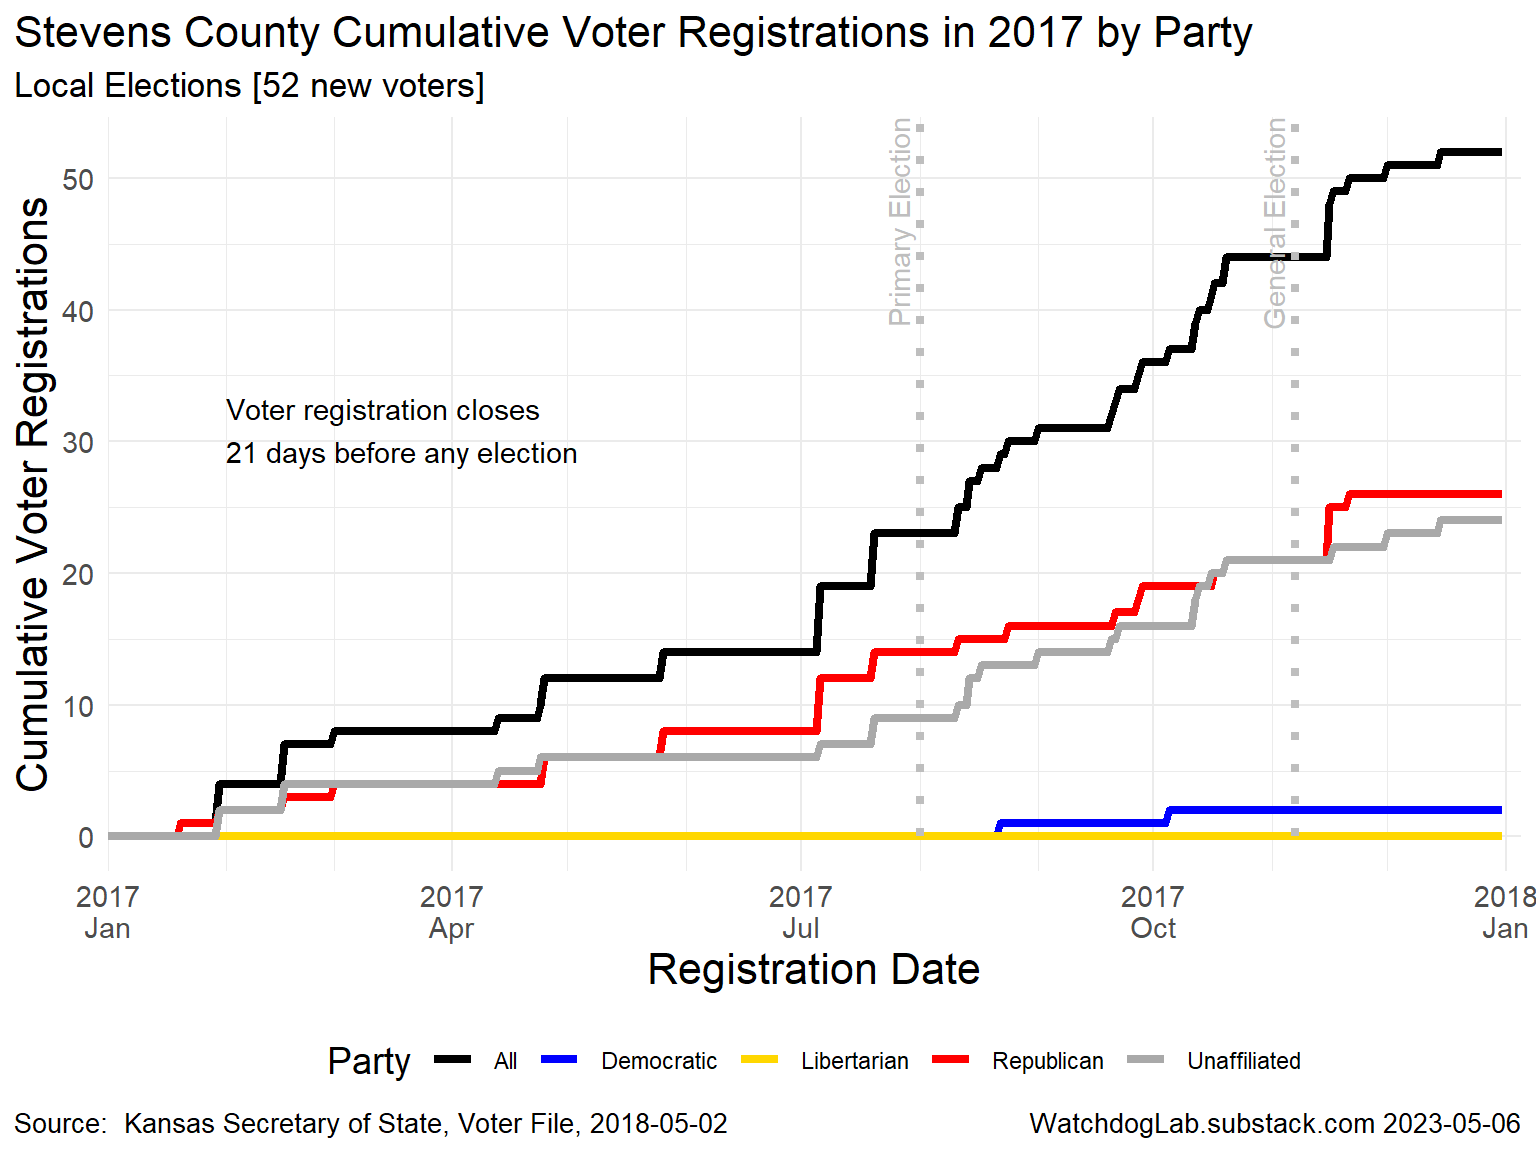 Stevens County Cumulative Voter Registrations in 2017 by Party
Local Elections [52 new voters]
Cumulative Voter Registrations
50
40
30
20
10
0
Primary Election
General Election
Voter registration closes
21 days before any election
2017 2017 2017 2017 2018
Jan Apr Jul Oct Jan
Registration Date
Party All Democratic Libertarian Republican Unaffiliated
Source:  Kansas Secretary of State, Voter File, 2018-05-02
WatchdogLab.substack.com 2023-05-06